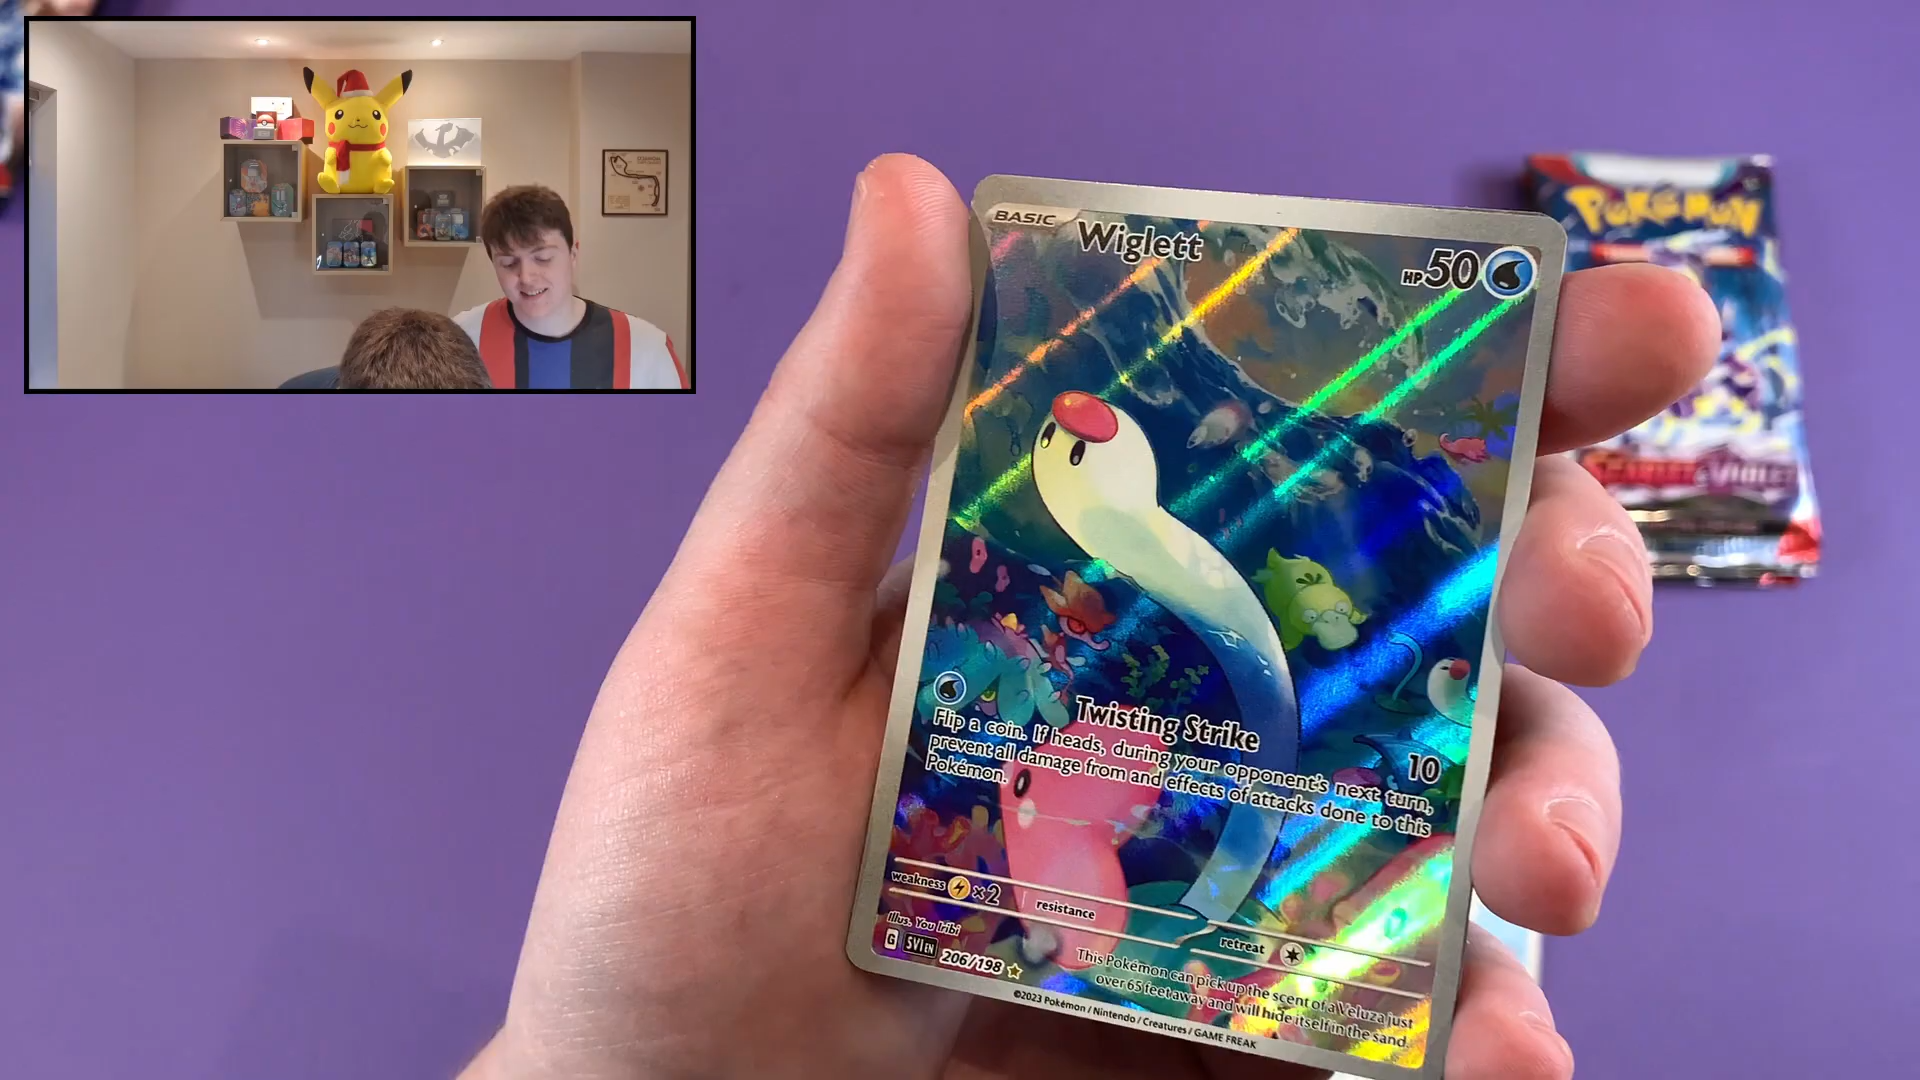 BASIC
Wiglett
HP 50
POKÉMON
SCARLET & VIOLET
Twisting Strike
10
Flip a coin. If heads, during your opponent's next turn,
prevent all damage from and effects of attacks done to this
Pokémon.
weakness ×2
resistance
retreat
Illus. You Iribi
G SVI EN 206/198
This Pokémon can pick up the scent of a Veluza just
over 65 feet away and will hide itself in the sand.
©2023 Pokémon / Nintendo / Creatures / GAME FREAK